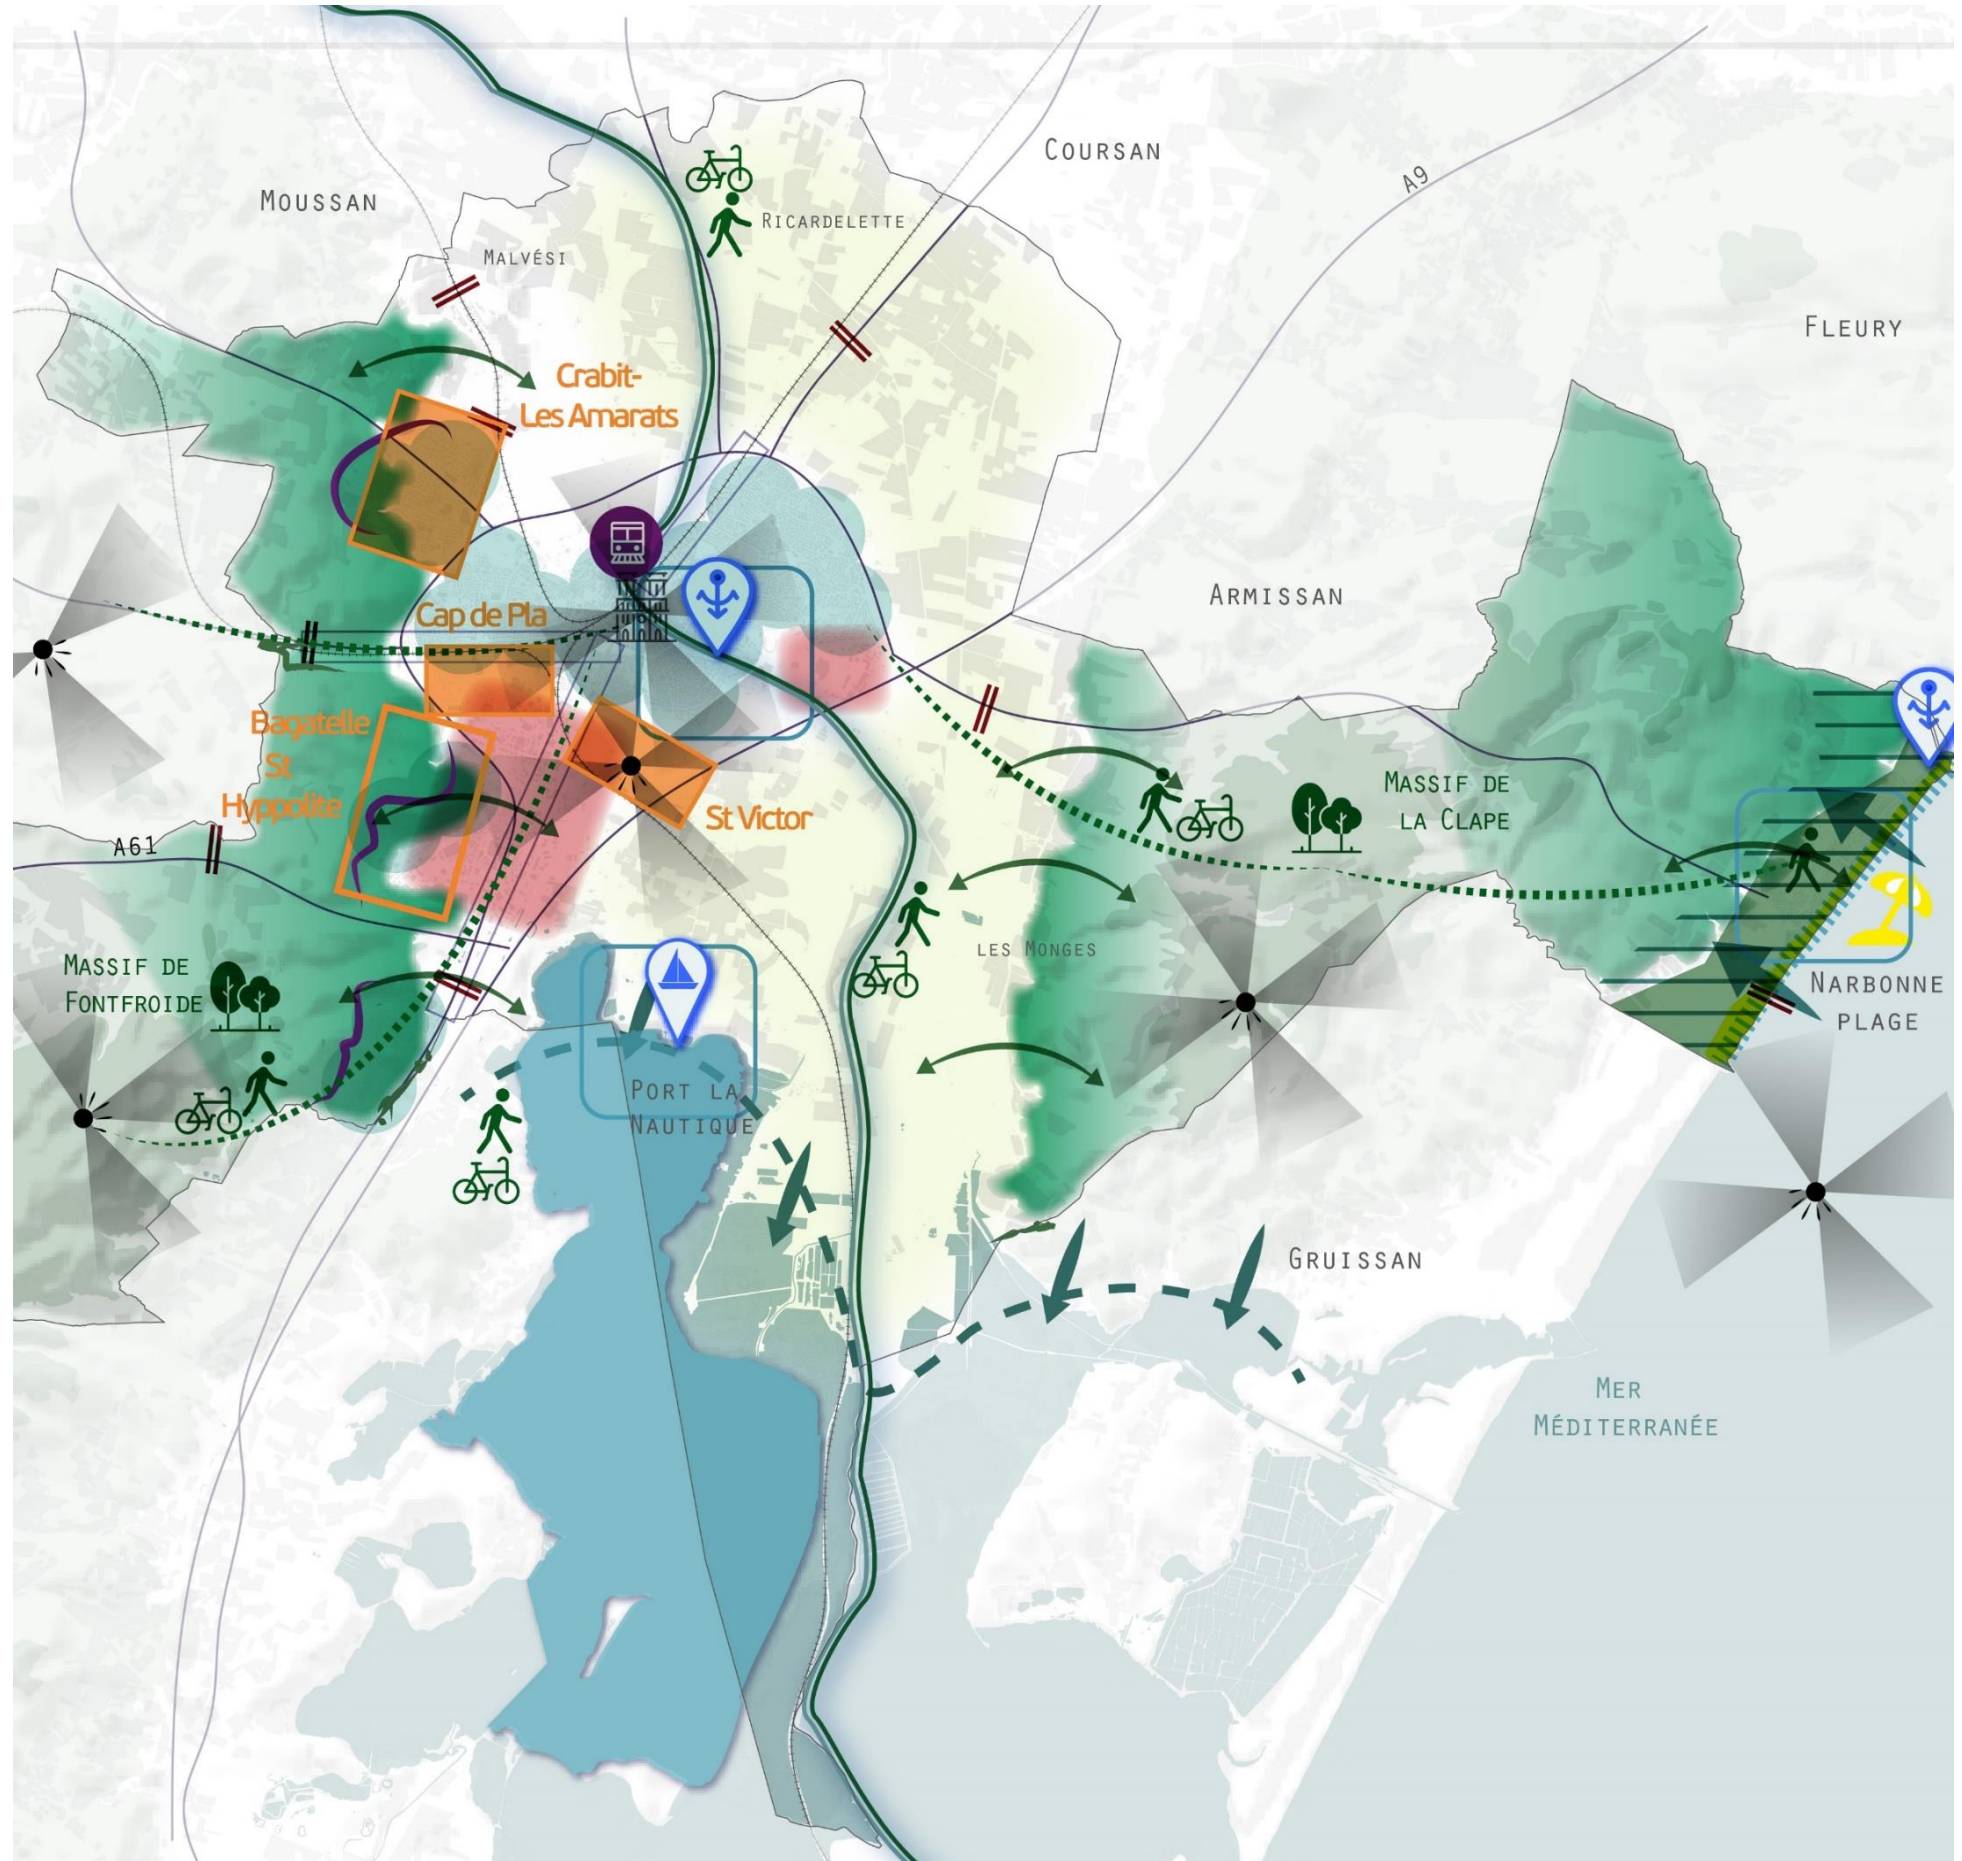 COURSAN
A9
MOUSSAN
RICARDELETTE
MALVÉSI
FLEURY
Crabit-
Les Amarats
ARMISSAN
Cap de Pla
Bagatelle
St
Hyppolite
St Victor
MASSIF DE
LA CLAPE
A61
LES MONGES
MASSIF DE
FONTFROIDE
NARBONNE
PLAGE
PORT LA
NAUTIQUE
GRUISSAN
MER
MÉDITERRANÉE